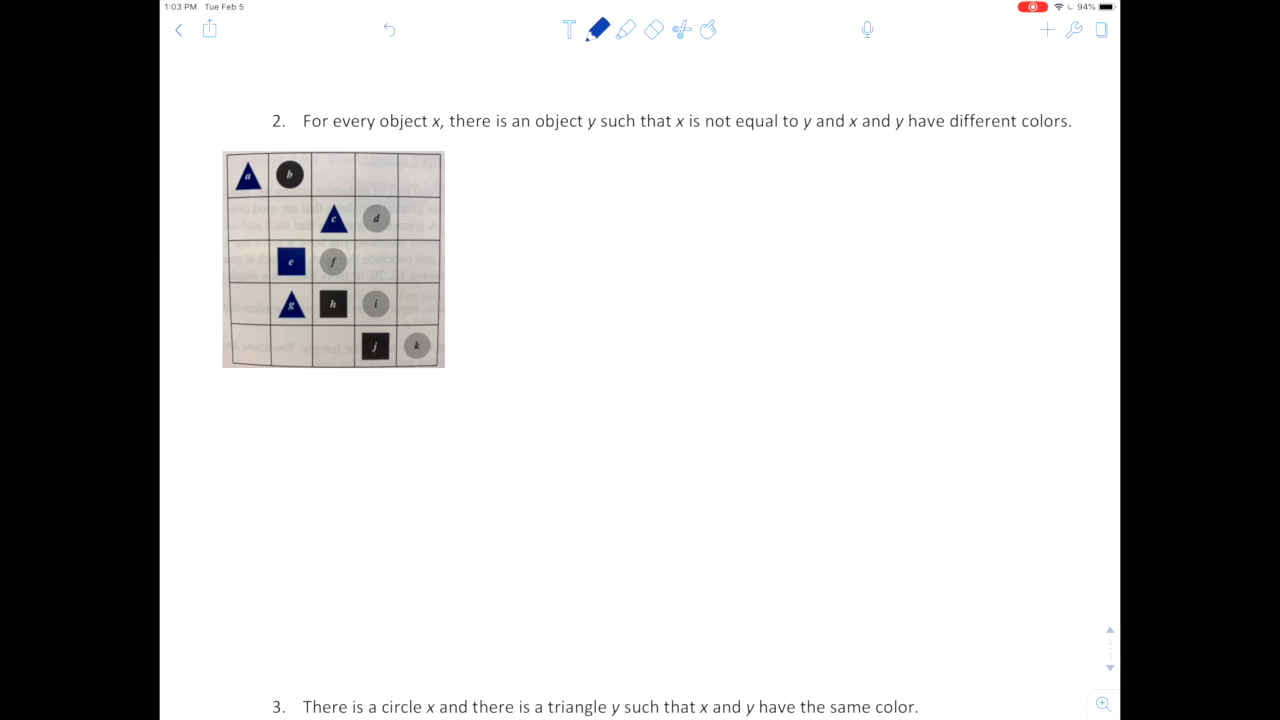 1:03 PM Tue Feb 5
94%
T
2. For every object x, there is an object y such that x is not equal to y and x and y have different colors.
a b
c d
e f
g h i
j k
2
3
3. There is a circle x and there is a triangle y such that x and y have the same color.